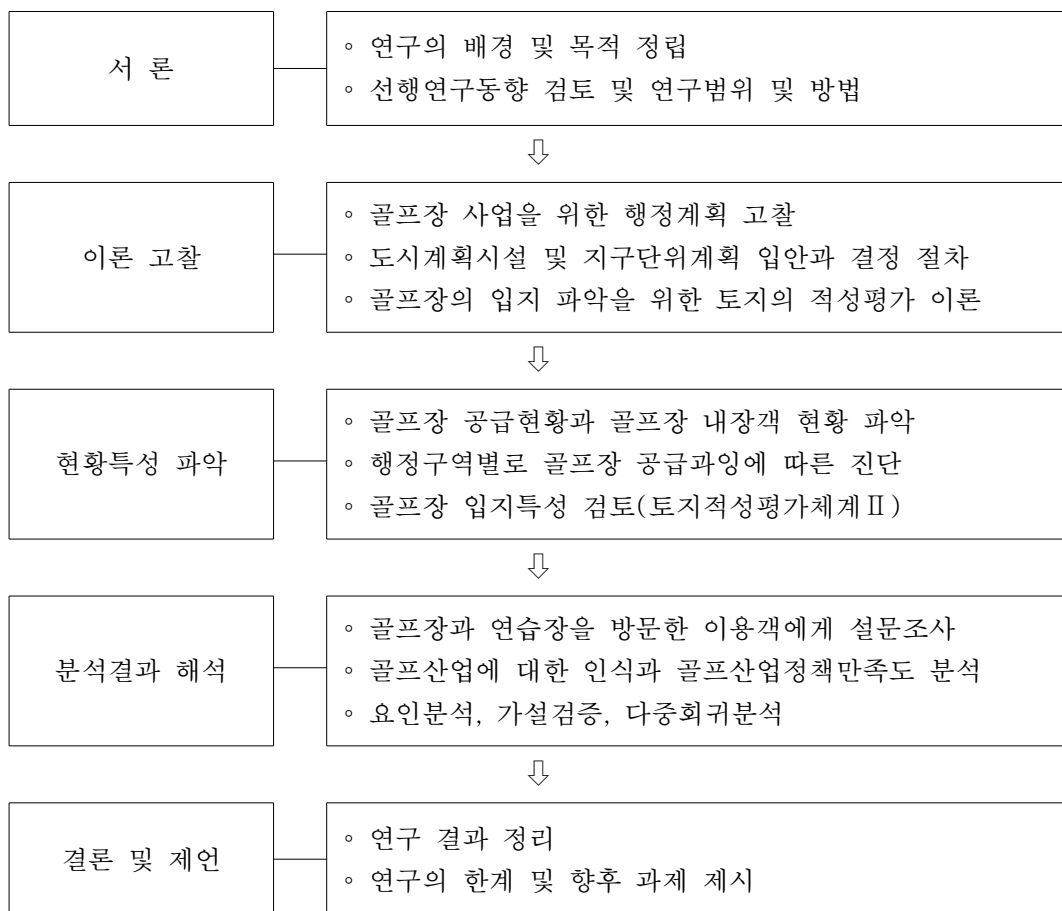 서 론
◦ 연구의 배경 및 목적 정립
◦ 선행연구동향 검토 및 연구범위 및 방법
⇩
이론 고찰
◦ 골프장 사업을 위한 행정계획 고찰
◦ 도시계획시설 및 지구단위계획 입안과 결정 절차
◦ 골프장의 입지 파악을 위한 토지의 적성평가 이론
⇩
현황특성 파악
◦ 골프장 공급현황과 골프장 내장객 현황 파악
◦ 행정구역별로 골프장 공급과잉에 따른 진단
◦ 골프장 입지특성 검토(토지적성평가체계Ⅱ)
⇩
분석결과 해석
◦ 골프장과 연습장을 방문한 이용객에게 설문조사
◦ 골프산업에 대한 인식과 골프산업정책만족도 분석
◦ 요인분석, 가설검증, 다중회귀분석
⇩
결론 및 제언
◦ 연구 결과 정리
◦ 연구의 한계 및 향후 과제 제시